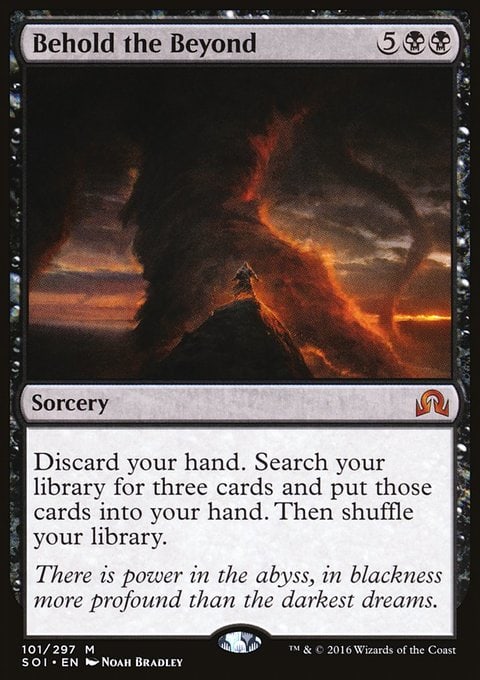 Behold the Beyond 5
Sorcery
Discard your hand. Search your
library for three cards and put those
cards into your hand. Then shuffle
your library.
There is power in the abyss, in blackness
more profound than the darkest dreams.
101/297 M
SOI • EN Noah Bradley
™ & © 2016 Wizards of the Coast